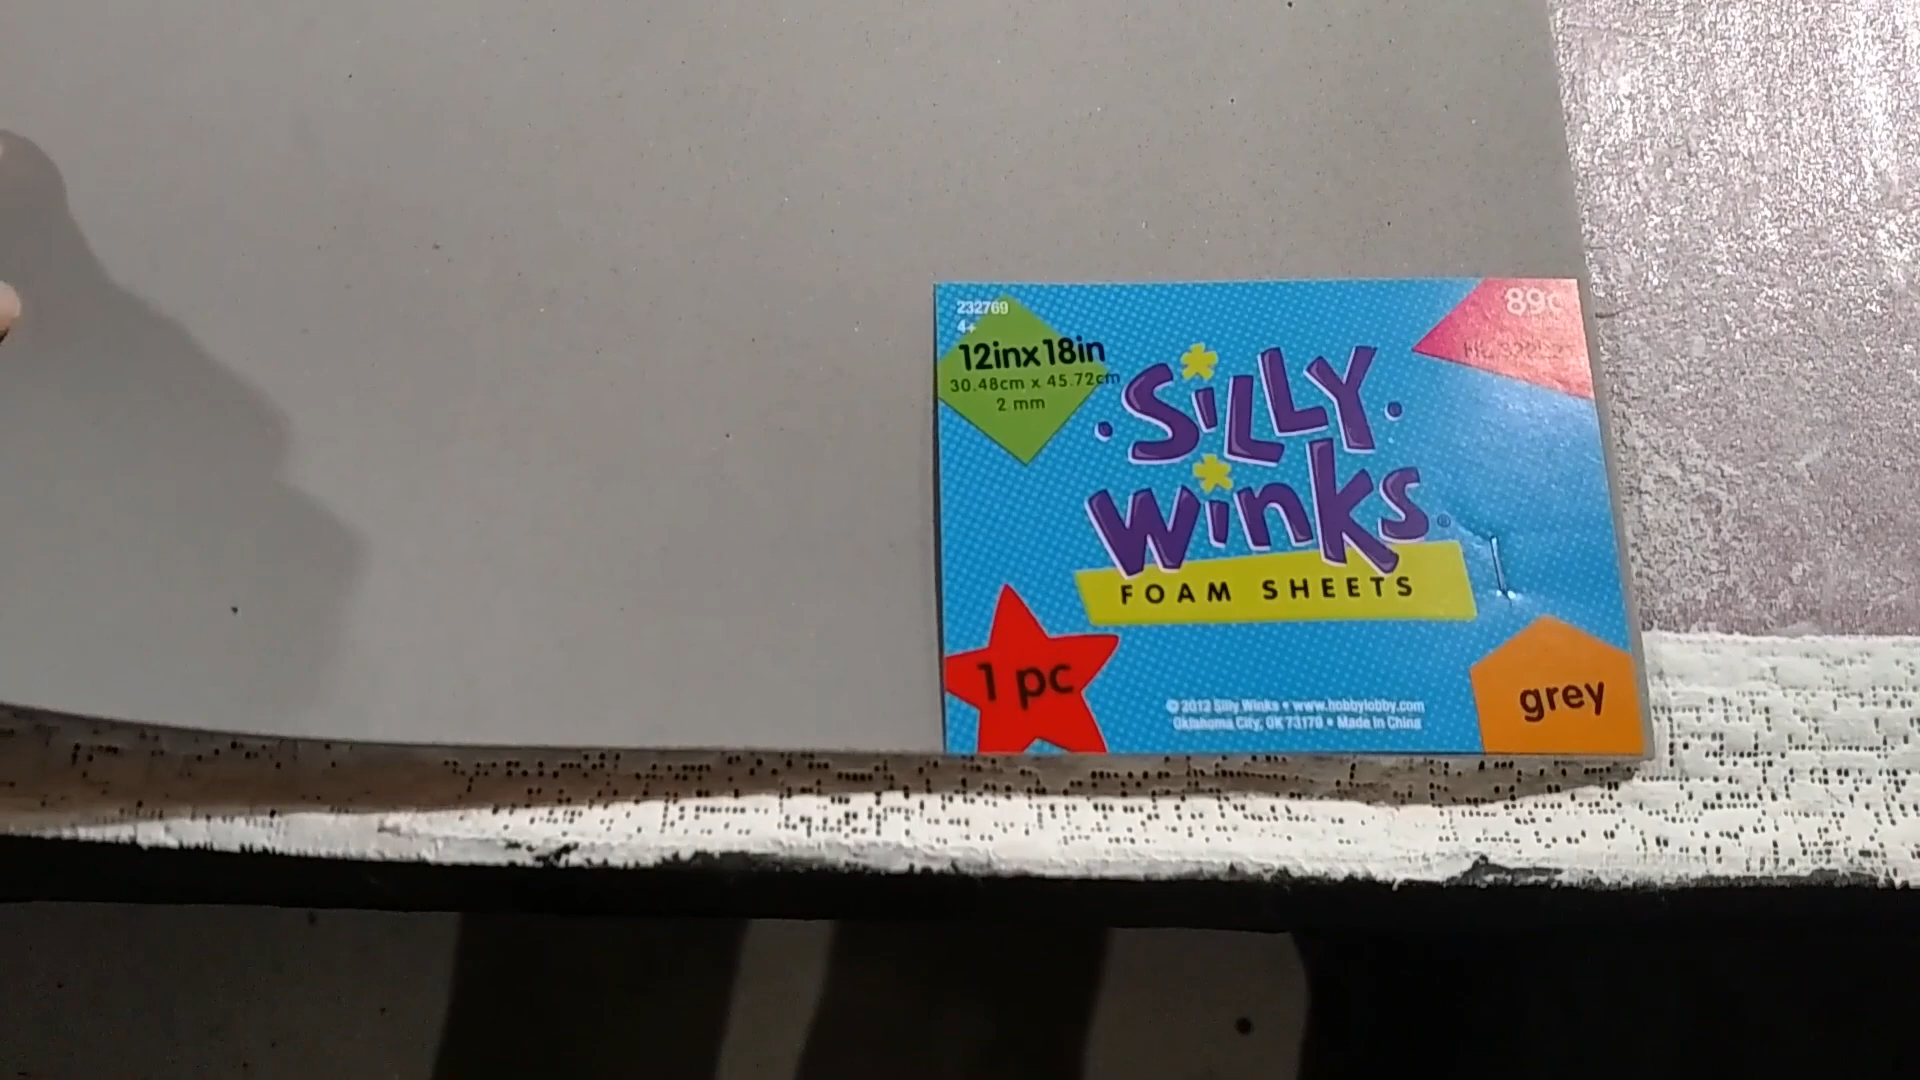 232769
4+
12inx18in
30.48cm x 45.72cm
2 mm
89¢
SiLLY
Winks®
FOAM SHEETS
1 pc
grey
© 2012 Silly Winks • www.hobbylobby.com
Oklahoma City, OK 73179 • Made in China